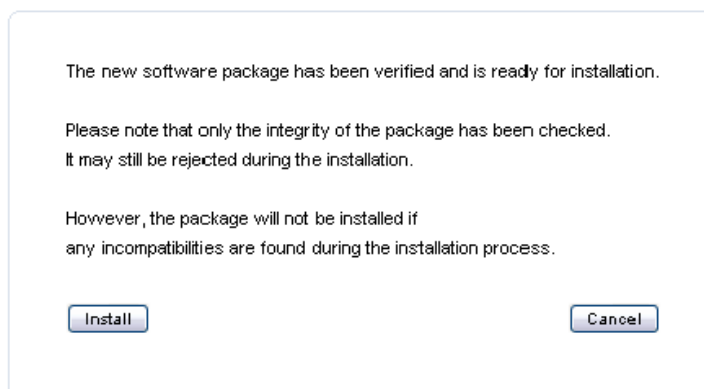 The new software package has been verified and is ready for installation.
Please note that only the integrity of the package has been checked.
It may still be rejected during the installation.
However, the package will not be installed if
any incompatibilities are found during the installation process.
Install
Cancel